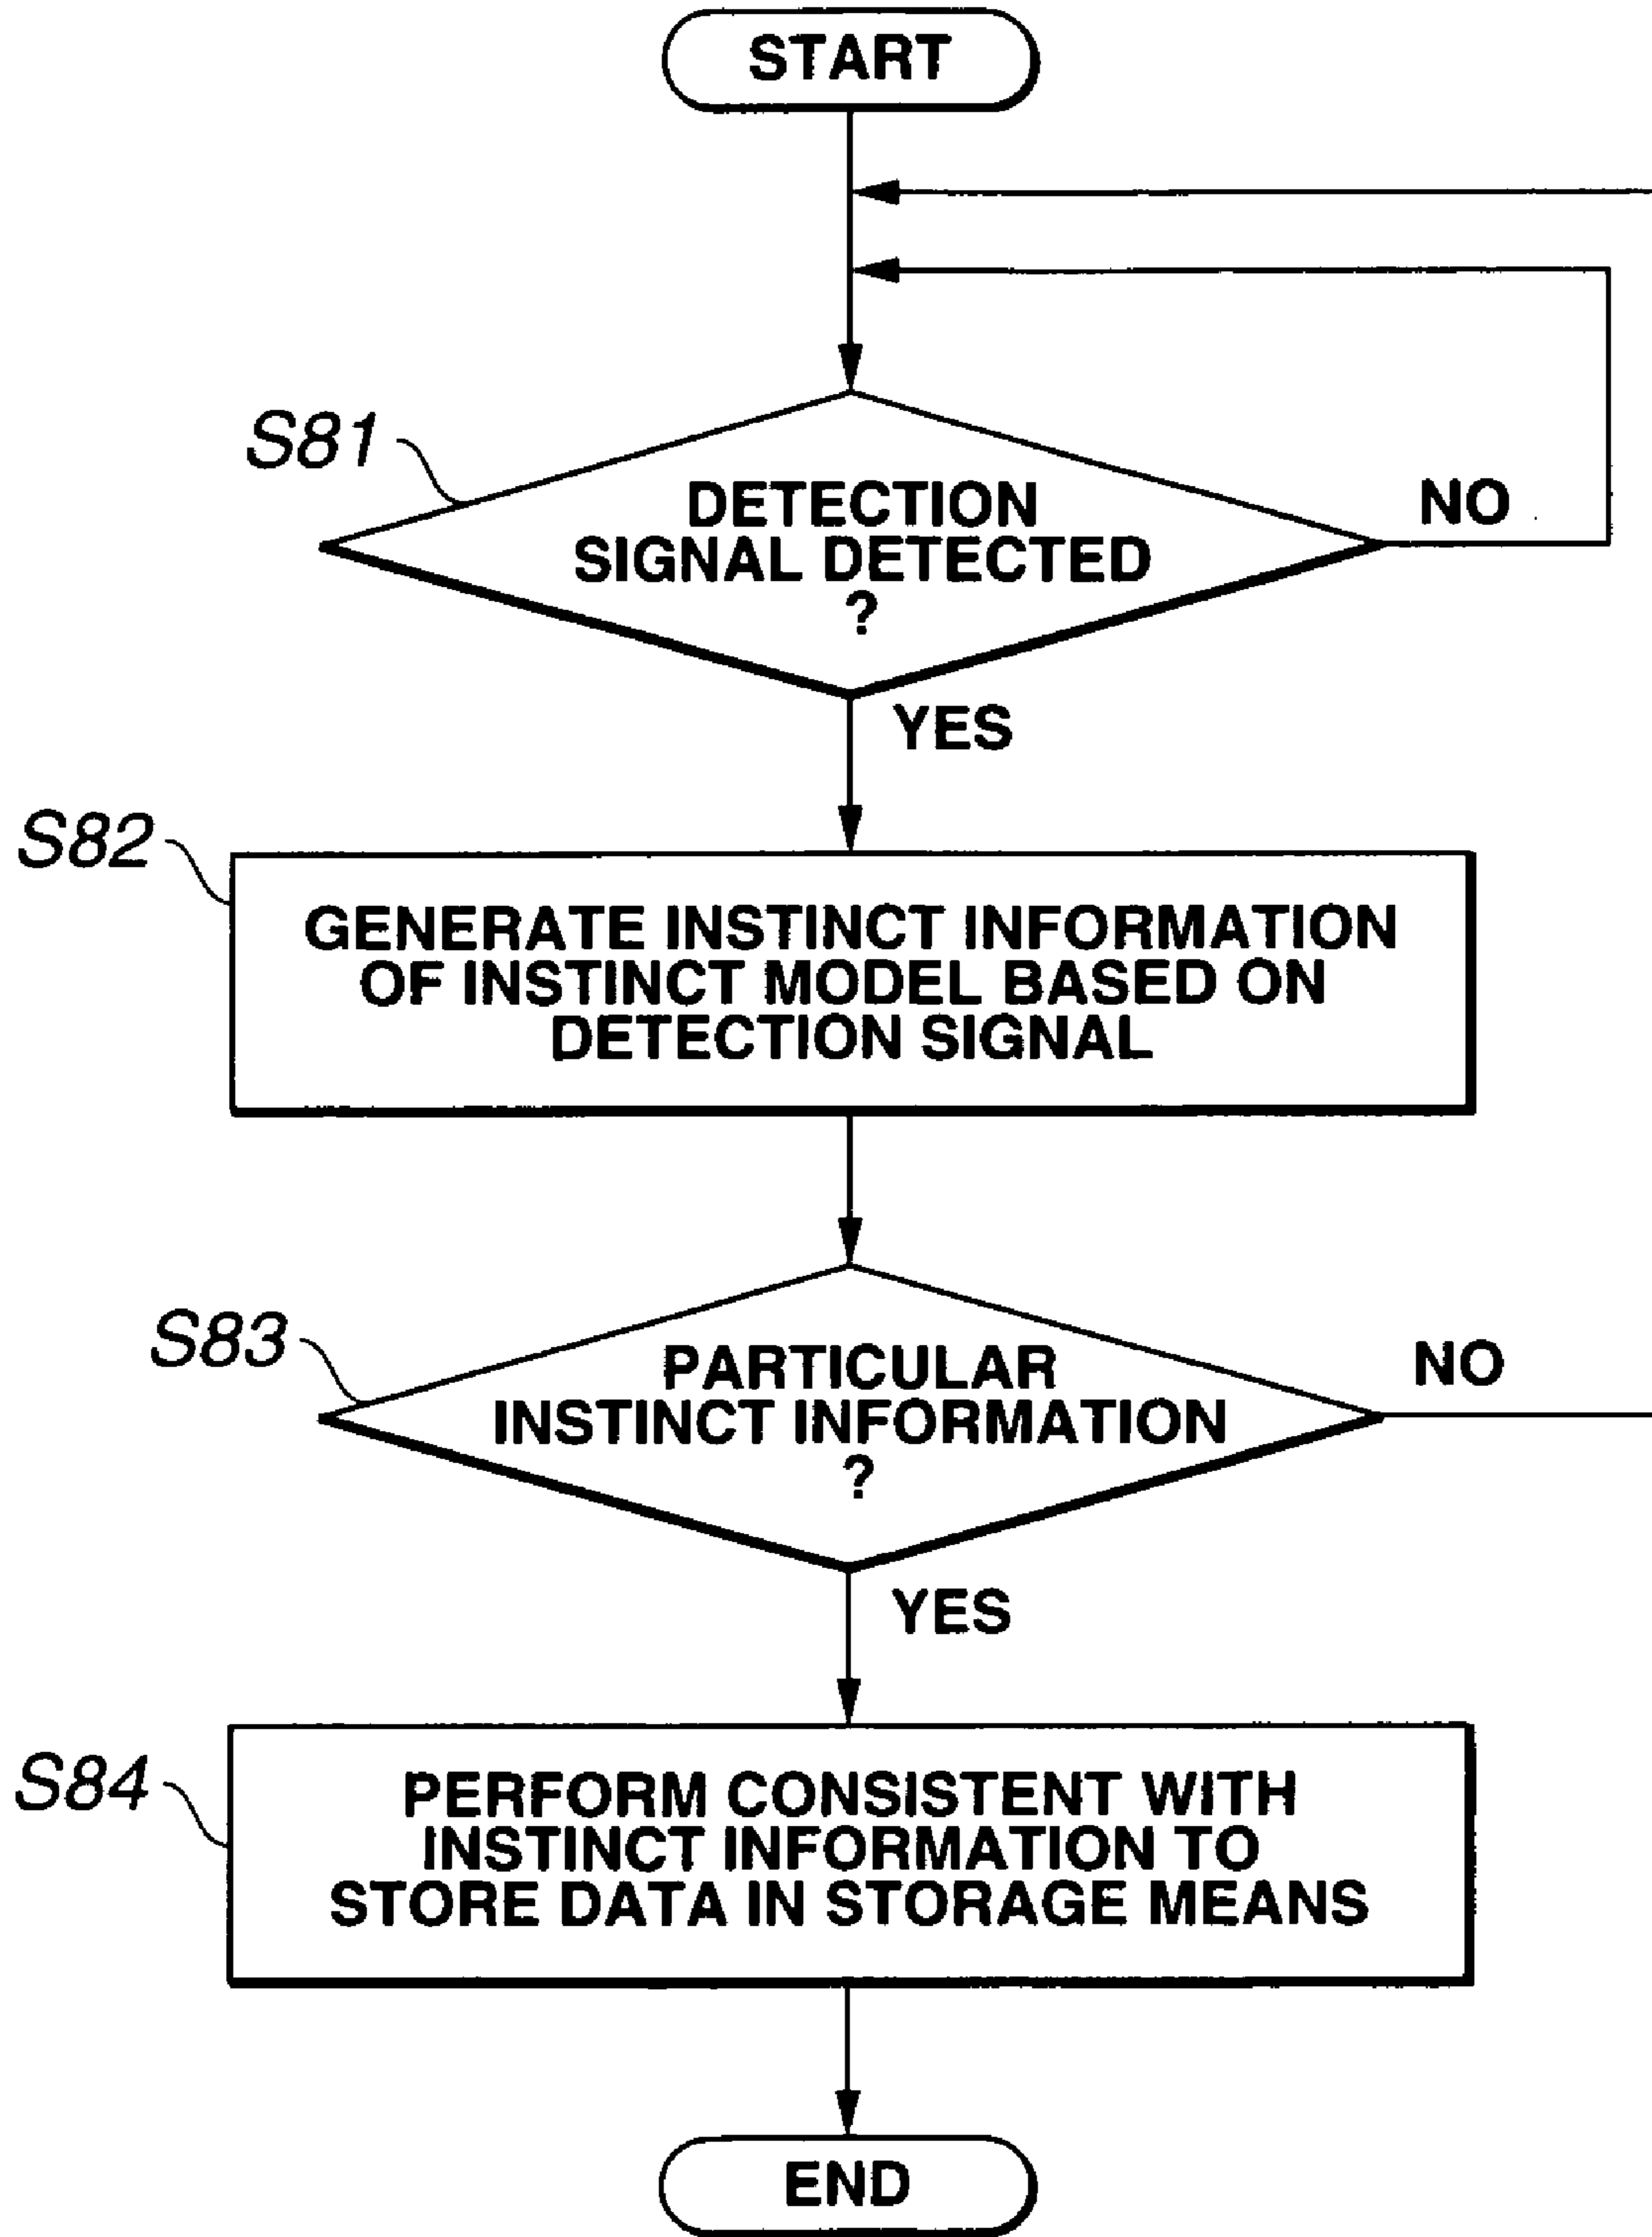 START
S81
DETECTION
SIGNAL DETECTED
?
NO
YES
S82
GENERATE INSTINCT INFORMATION
OF INSTINCT MODEL BASED ON
DETECTION SIGNAL
S83
PARTICULAR
INSTINCT INFORMATION
?
NO
YES
S84
PERFORM CONSISTENT WITH
INSTINCT INFORMATION TO
STORE DATA IN STORAGE MEANS
END